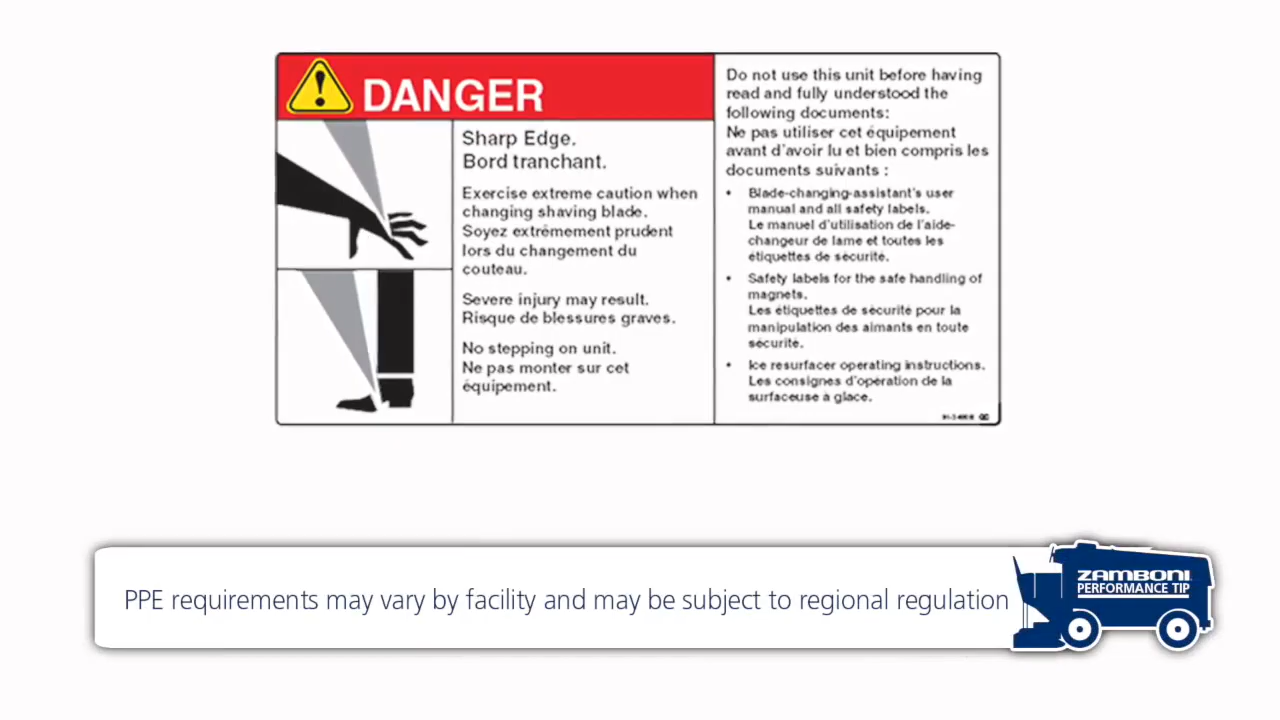 DANGER
Sharp Edge.
Bord tranchant.
Exercise extreme caution when
changing shaving blade.
Soyez extrêmement prudent
lors du changement du
couteau.
Severe injury may result.
Risque de blessures graves.
No stepping on unit.
Ne pas monter sur cet
équipement.
Do not use this unit before having
read and fully understood the
following documents:
Ne pas utiliser cet équipement
avant d'avoir lu et bien compris les
documents suivants :
• Blade-changing-assistant's user
manual and all safety labels.
Le manuel d'utilisation de l'aide-
changeur de lame et toutes les
étiquettes de sécurité.
• Safety labels for the safe handling of
magnets.
Les étiquettes de sécurité pour la
manipulation des aimants en toute
sécurité.
• Ice resurfacer operating instructions.
Les consignes d'opération de la
surfaceuse à glace.
PPE requirements may vary by facility and may be subject to regional regulation
ZAMBONI
PERFORMANCE TIP